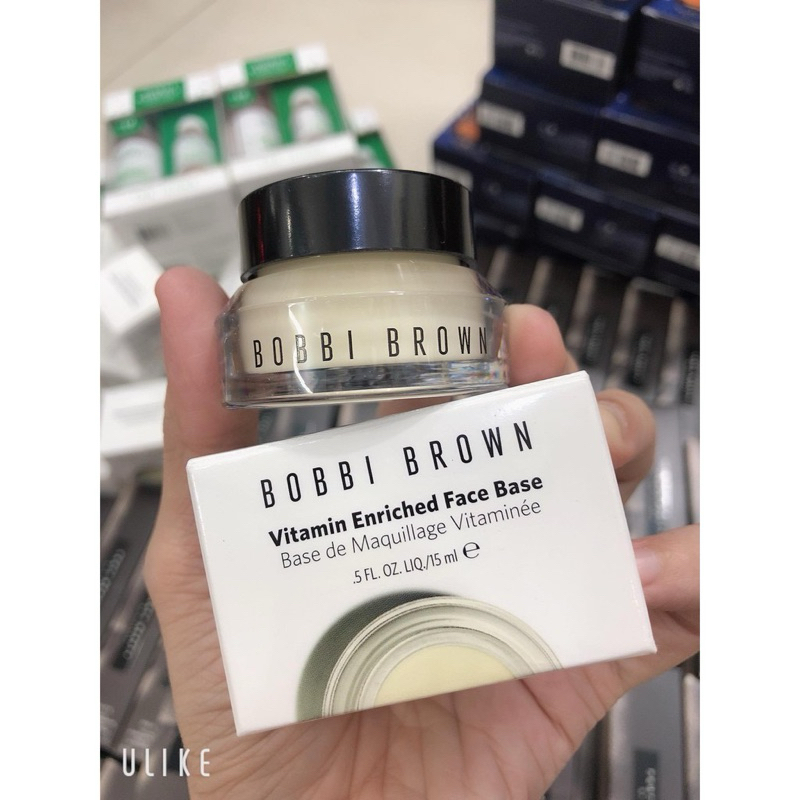 BOBBI BROWN
BOBBI BROWN
Vitamin Enriched Face Base
Base de Maquillage Vitaminée
.5 FL. OZ. LIQ./15 ml ℮
ULIKE